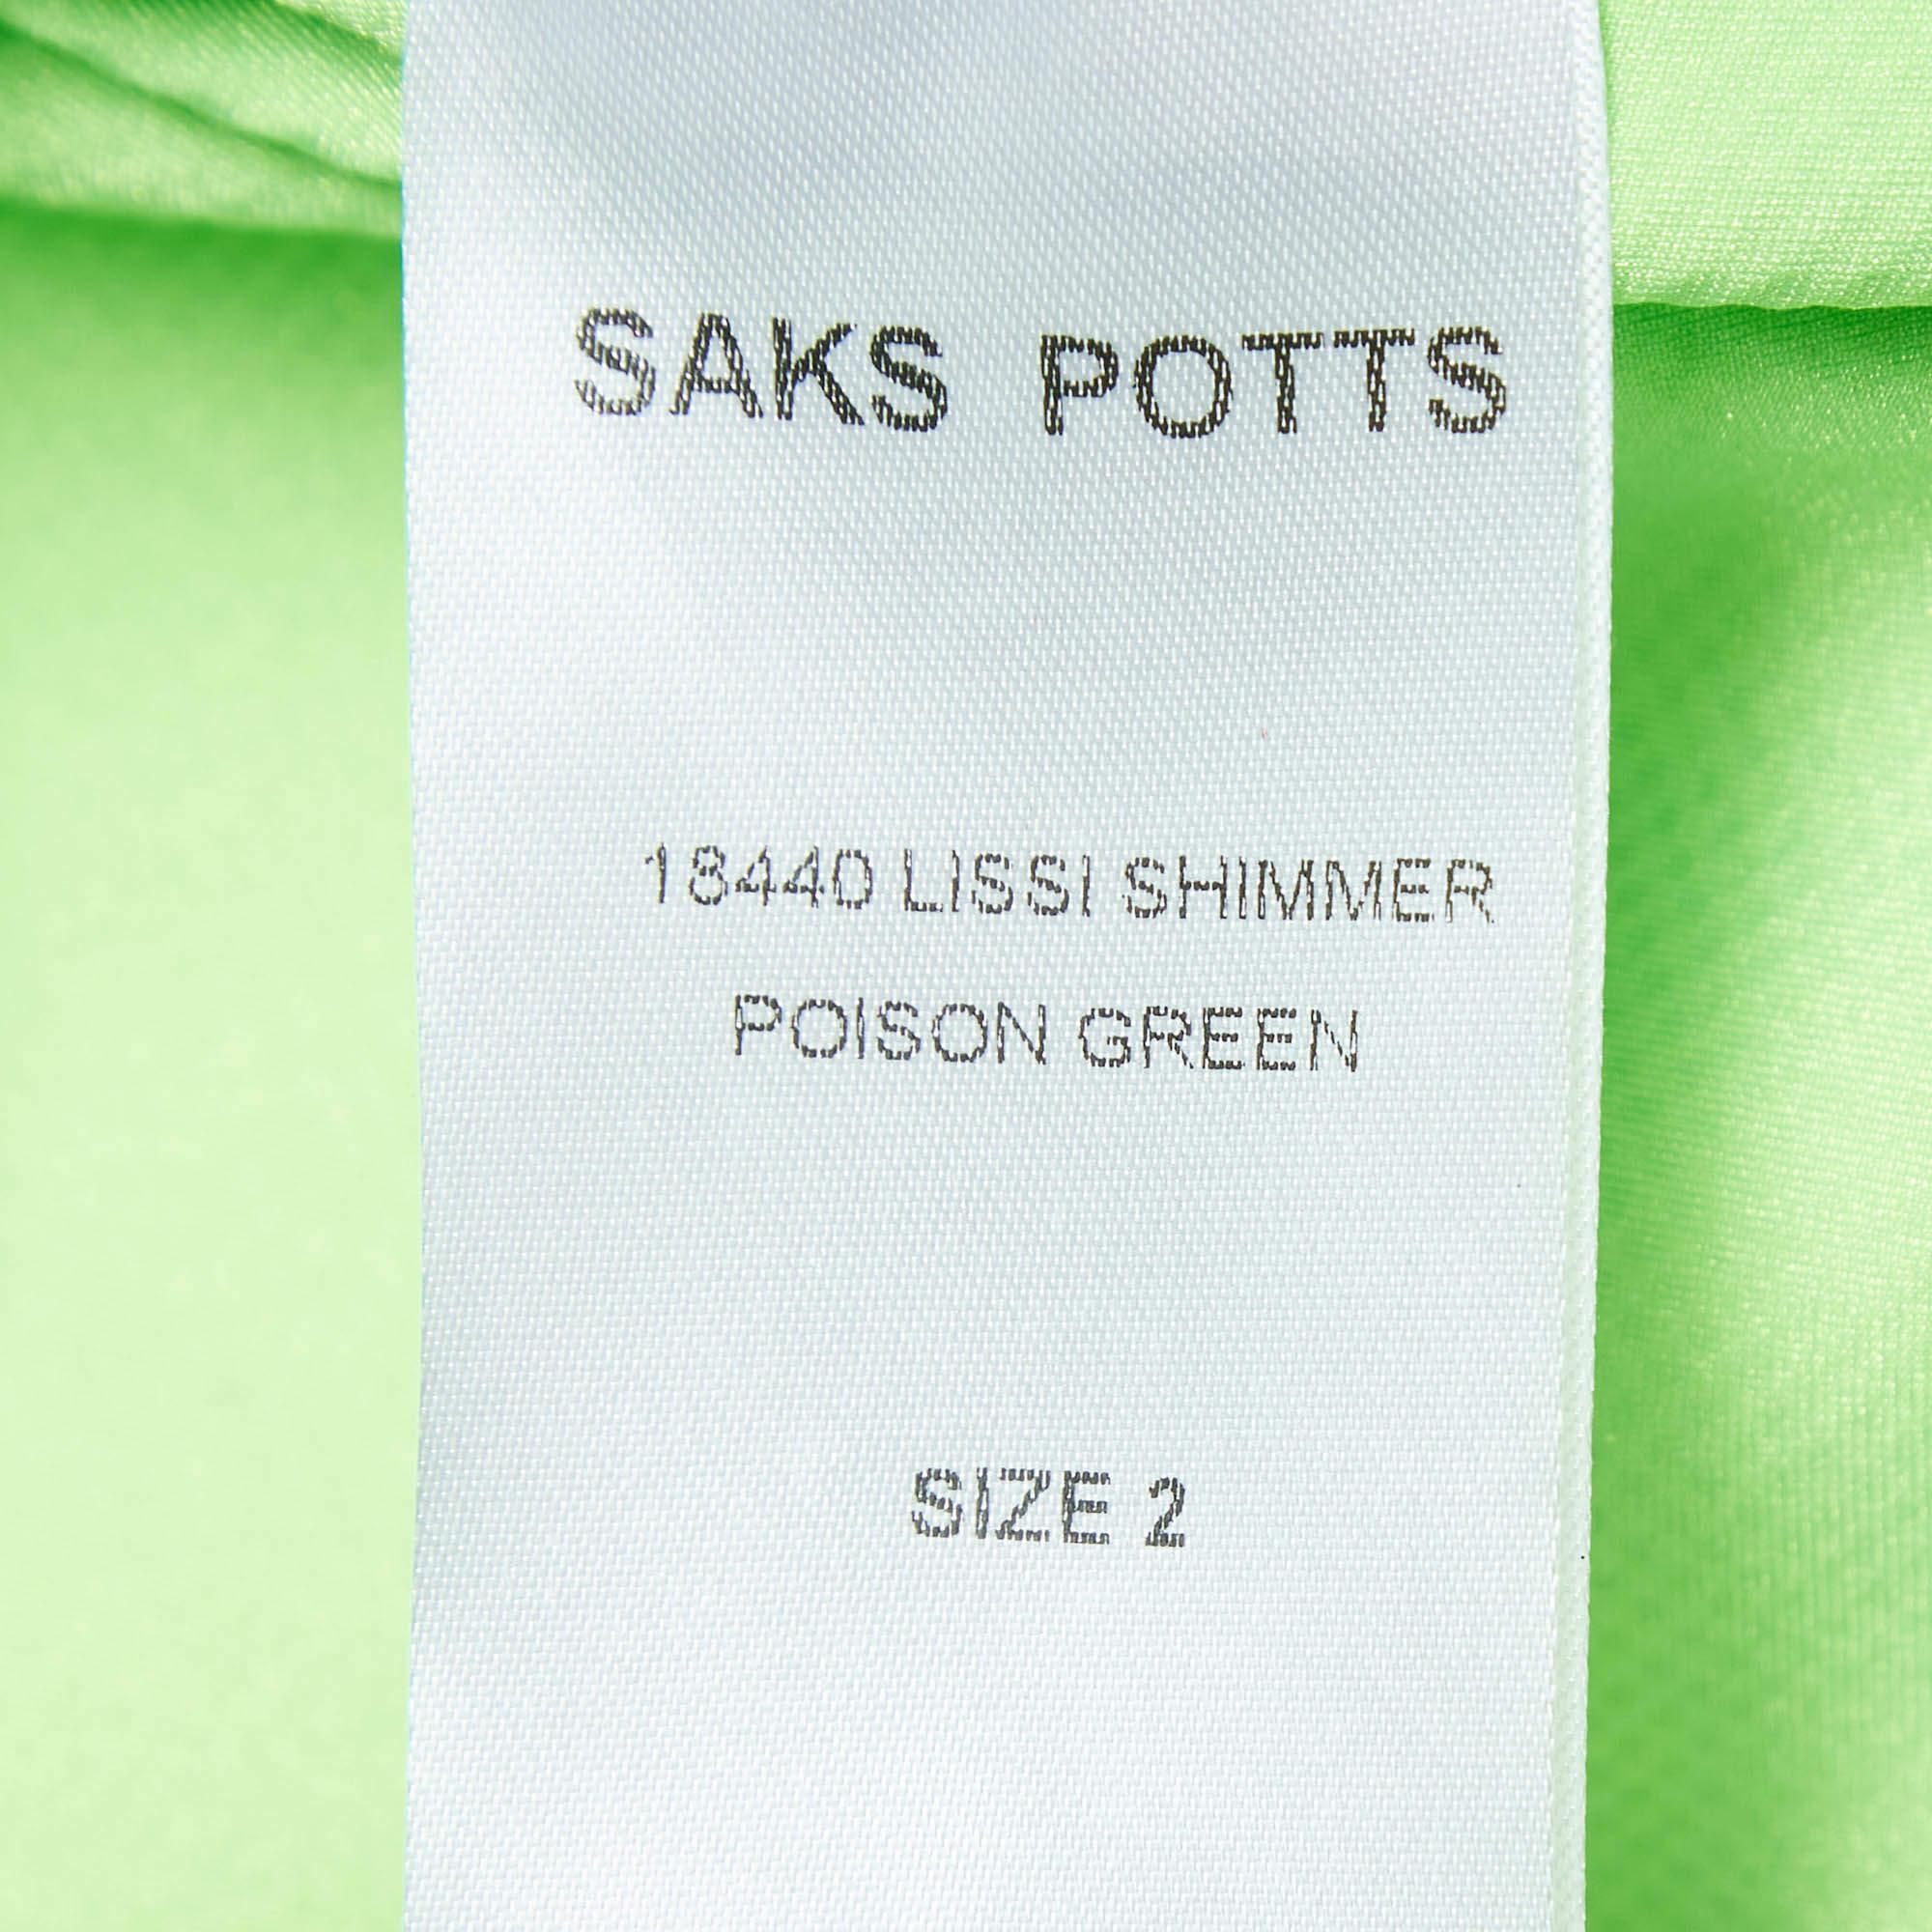 SAKS POTTS
18440 LISSI SHIMMER
POISON GREEN
SIZE 2